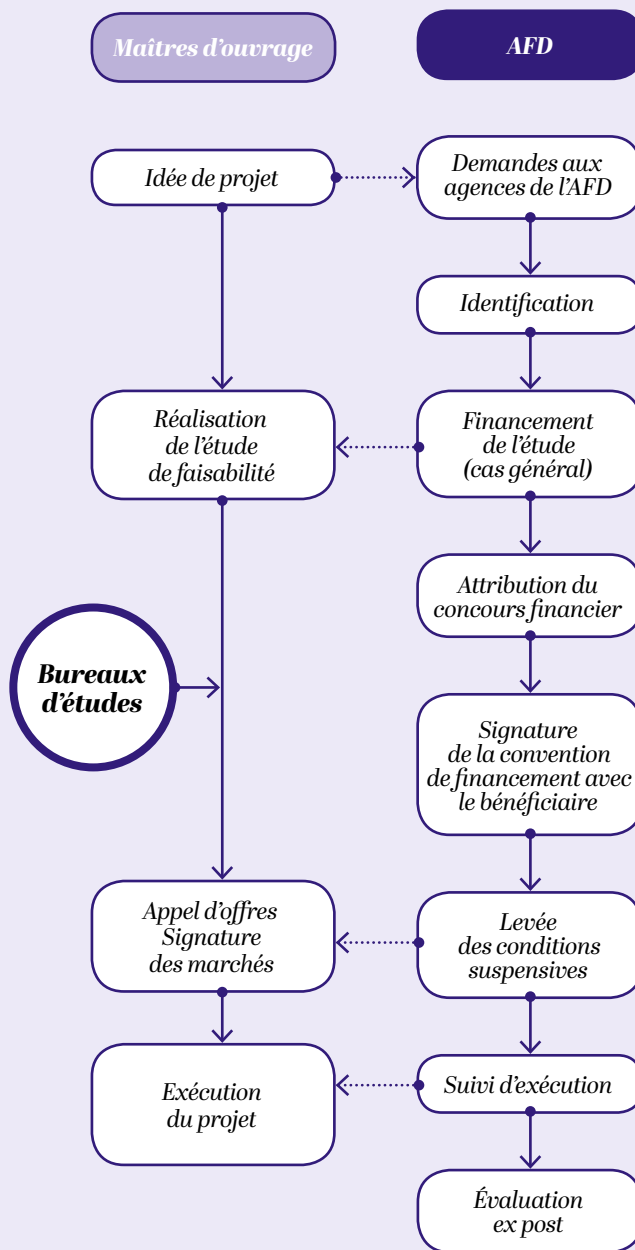 Maîtres d'ouvrage
AFD
Idée de projet
Demandes aux
agences de l'AFD
Identification
Réalisation
de l'étude
de faisabilité
Financement
de l'étude
(cas général)
Attribution du
concours financier
Bureaux
d'études
Signature
de la convention
de financement avec
le bénéficiaire
Appel d'offres
Signature
des marchés
Levée
des conditions
suspensives
Exécution
du projet
Suivi d'exécution
Évaluation
ex post